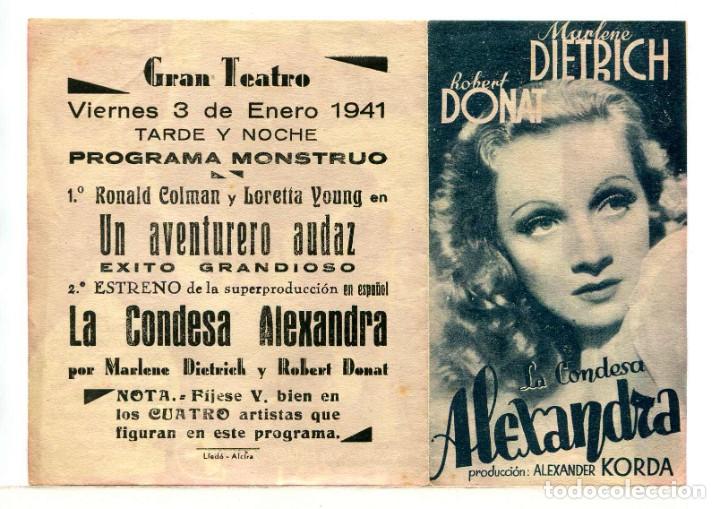 Gran Teatro
Viernes 3 de Enero 1941
TARDE Y NOCHE
PROGRAMA MONSTRUO
1.º Ronald Colman y Loretta Young en
Un aventurero audaz
EXITO GRANDIOSO
2.º ESTRENO de la superproducción en español
La Condesa Alexandra
por Marlene Dietrich y Robert Donat
NOTA.- Fíjese V. bien en
los CUATRO artistas que
figuran en este programa.
Lledó - Alcira
Marlene
DIETRICH
Robert
DONAT
La Condesa
Alexandra
producción: ALEXANDER KORDA
todocoleccion.net